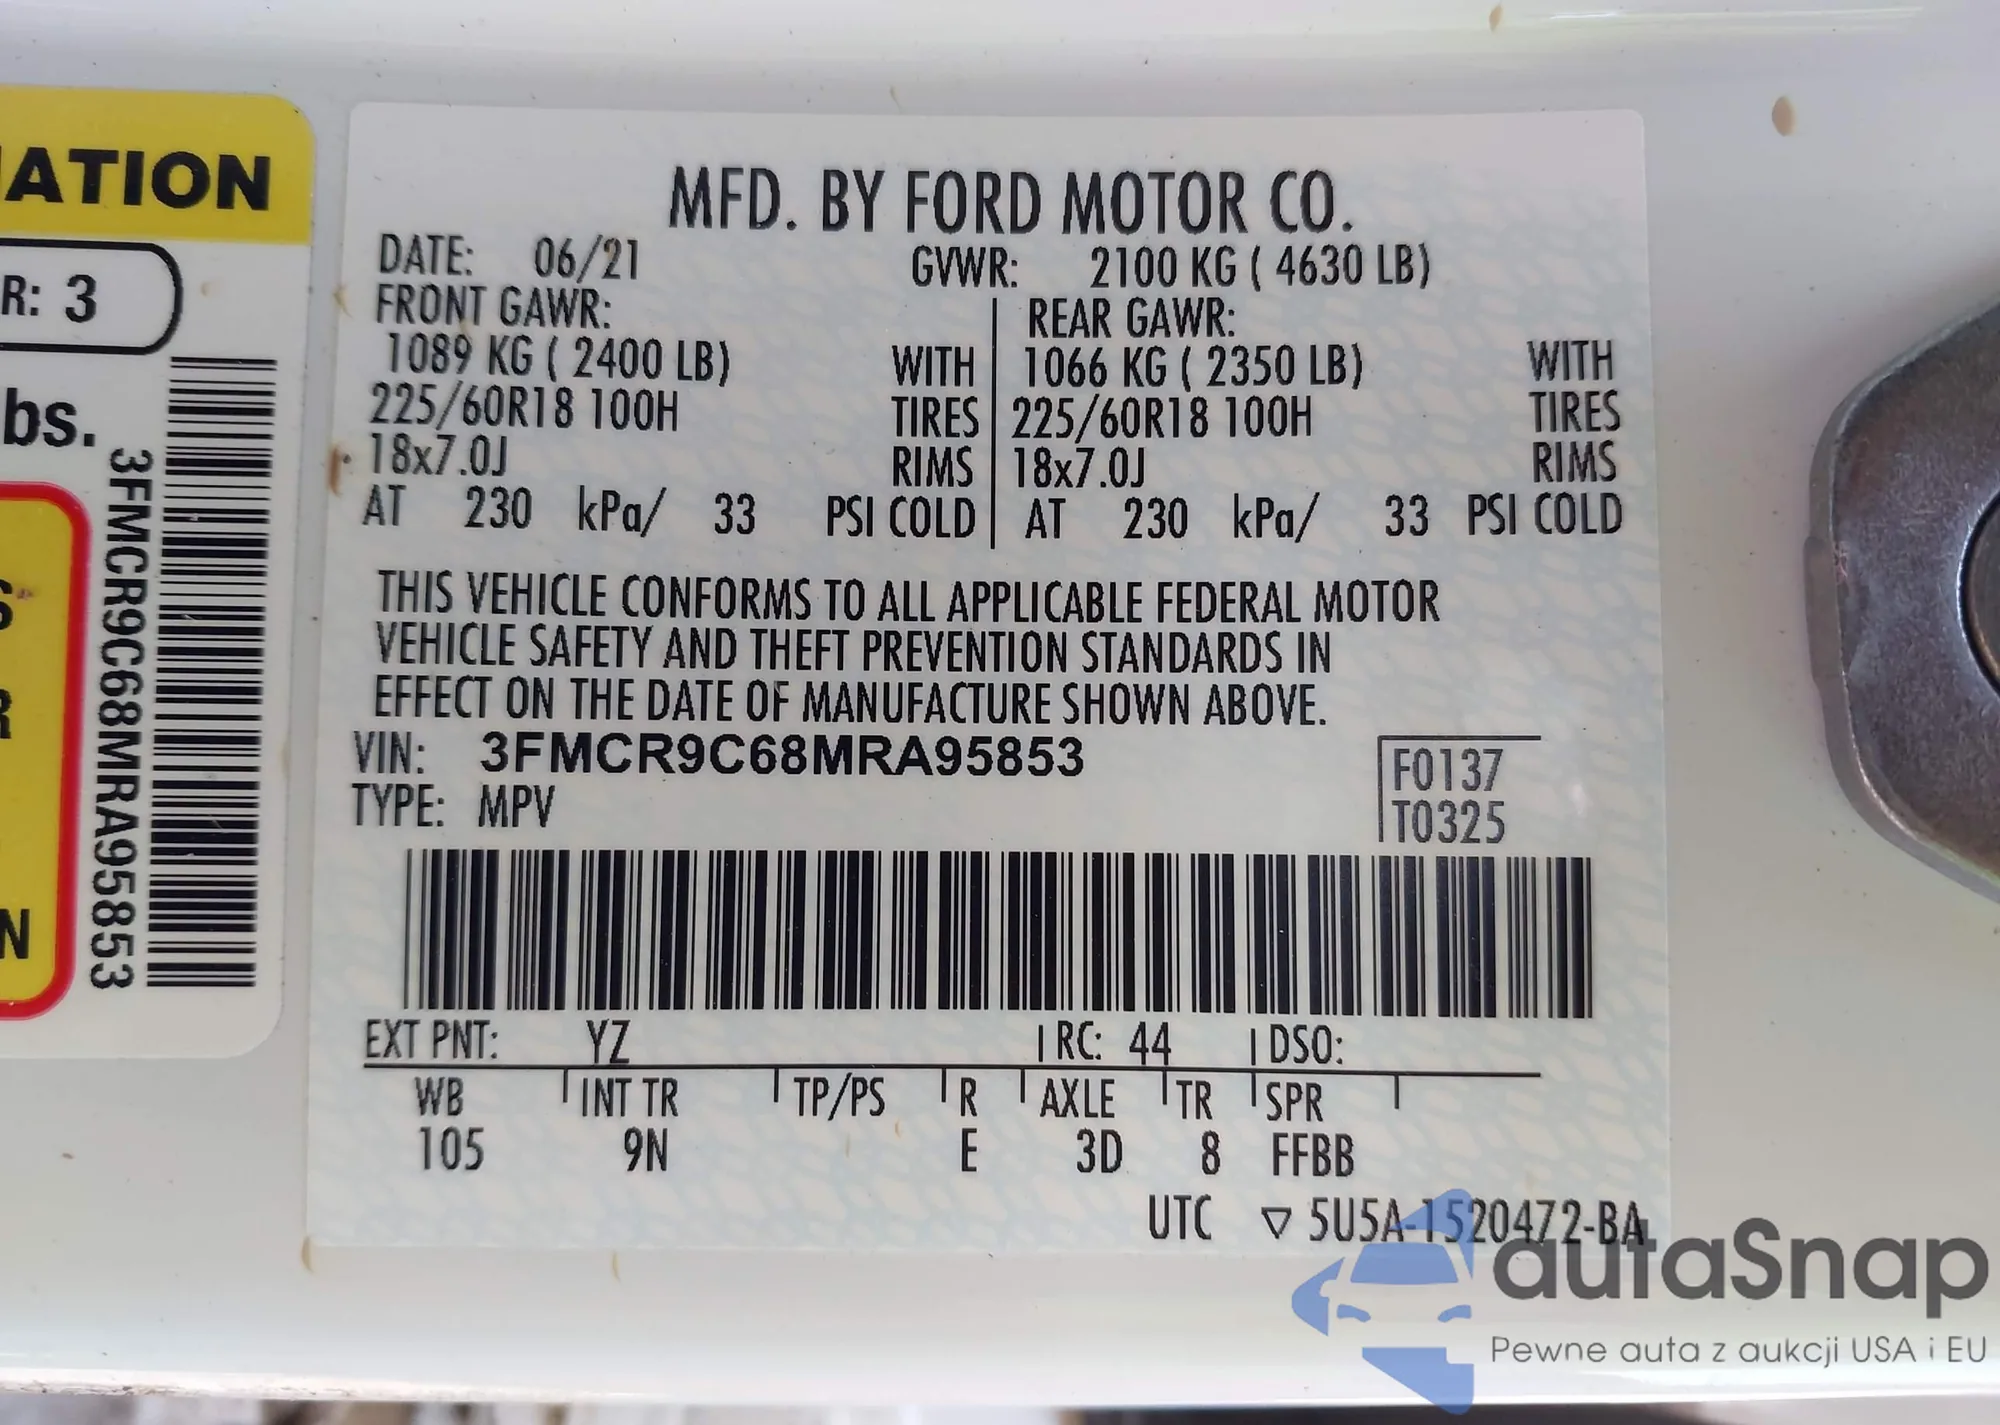 ATION
R: 3
bs.
3FMCR9C68MRA95853
R
N
MFD. BY FORD MOTOR CO.
DATE: 06/21 GVWR: 2100 KG ( 4630 LB)
FRONT GAWR: REAR GAWR:
1089 KG ( 2400 LB) WITH 1066 KG ( 2350 LB) WITH
225/60R18 100H TIRES 225/60R18 100H TIRES
18x7.0J RIMS 18x7.0J RIMS
AT 230 kPa/ 33 PSI COLD AT 230 kPa/ 33 PSI COLD
THIS VEHICLE CONFORMS TO ALL APPLICABLE FEDERAL MOTOR
VEHICLE SAFETY AND THEFT PREVENTION STANDARDS IN
EFFECT ON THE DATE OF MANUFACTURE SHOWN ABOVE.
VIN: 3FMCR9C68MRA95853 F0137
TYPE: MPV T0325
EXT PNT: YZ RC: 44 DSO:
WB INT TR TP/PS R AXLE TR SPR
105 9N E 3D 8 FFBB
UTC ▽ 5U5A-1520472-BA
autaSnap
Pewne auta z aukcji USA i EU